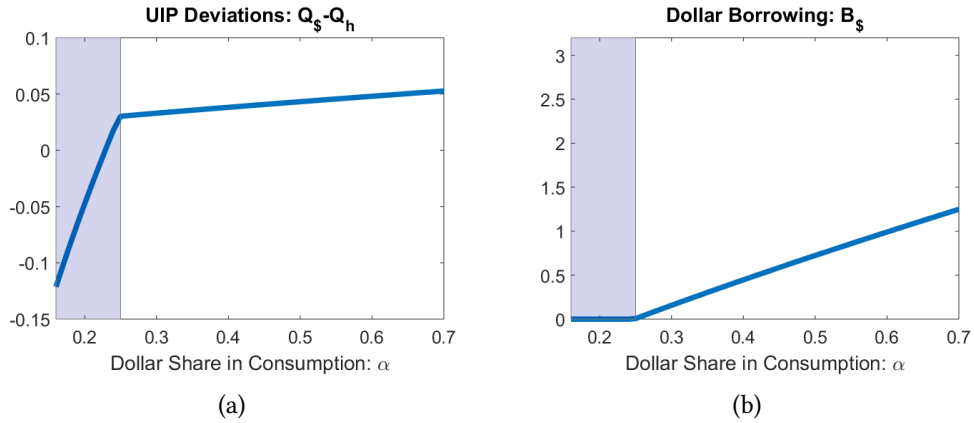 UIP Deviations: Q$-Qh
0.1
0.05
0
-0.05
-0.1
-0.15
0.2 0.3 0.4 0.5 0.6 0.7
Dollar Share in Consumption: α
(a)
Dollar Borrowing: B$
3
2.5
2
1.5
1
0.5
0
0.2 0.3 0.4 0.5 0.6 0.7
Dollar Share in Consumption: α
(b)